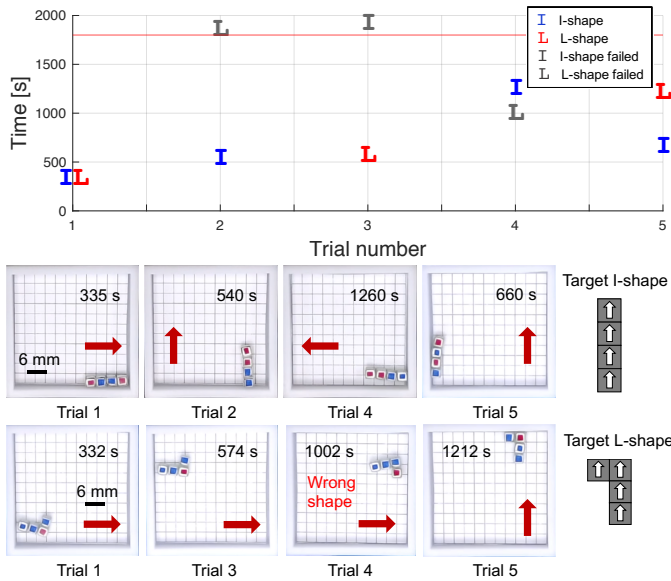 2000
1500
1000
500
0
Time [s]
1
2
3
4
5
Trial number
I I-shape
L L-shape
I I-shape failed
L L-shape failed
335 s
6 mm
540 s
1260 s
660 s
Target I-shape
Trial 1
Trial 2
Trial 4
Trial 5
332 s
6 mm
574 s
1002 s
Wrong
shape
1212 s
Target L-shape
Trial 1
Trial 3
Trial 4
Trial 5